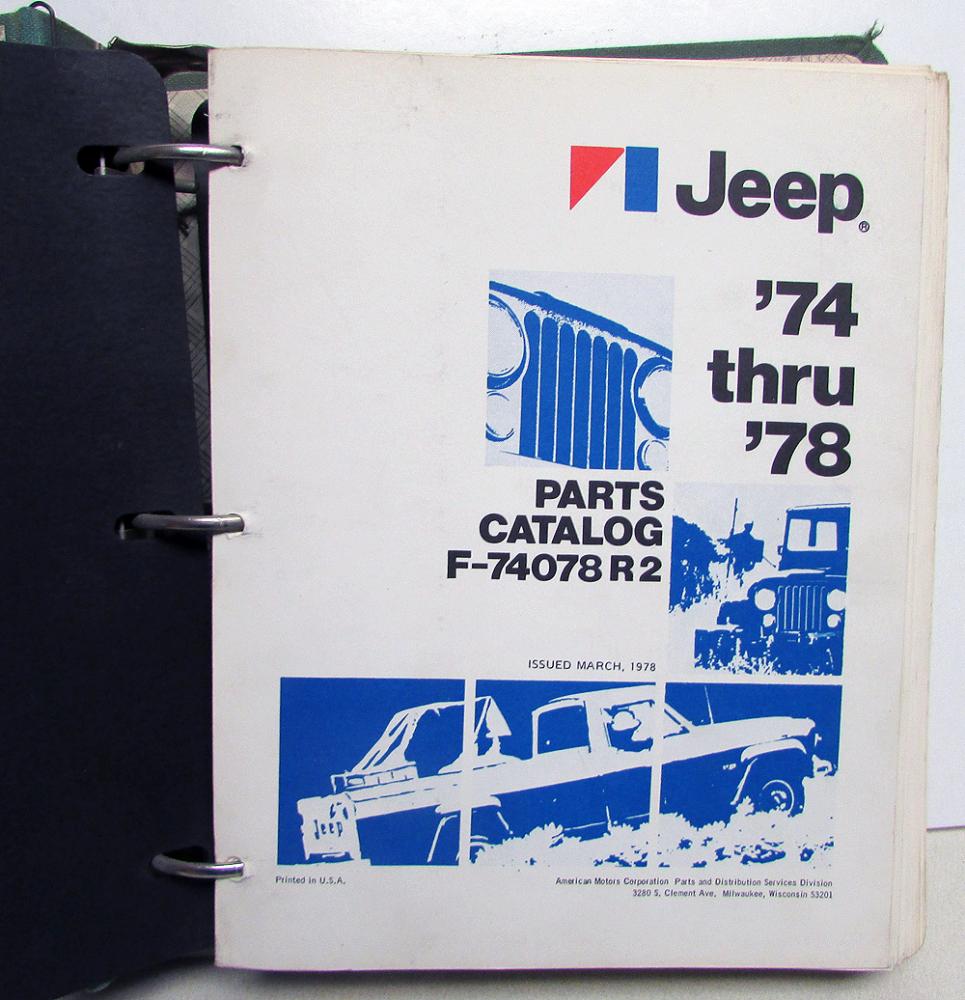 Jeep®
'74
thru
'78
PARTS
CATALOG
F-74078 R2
ISSUED MARCH, 1978
Jeep
Printed in U.S.A.
American Motors Corporation Parts and Distribution Services Division
3280 S. Clement Ave. Milwaukee, Wisconsin 53201